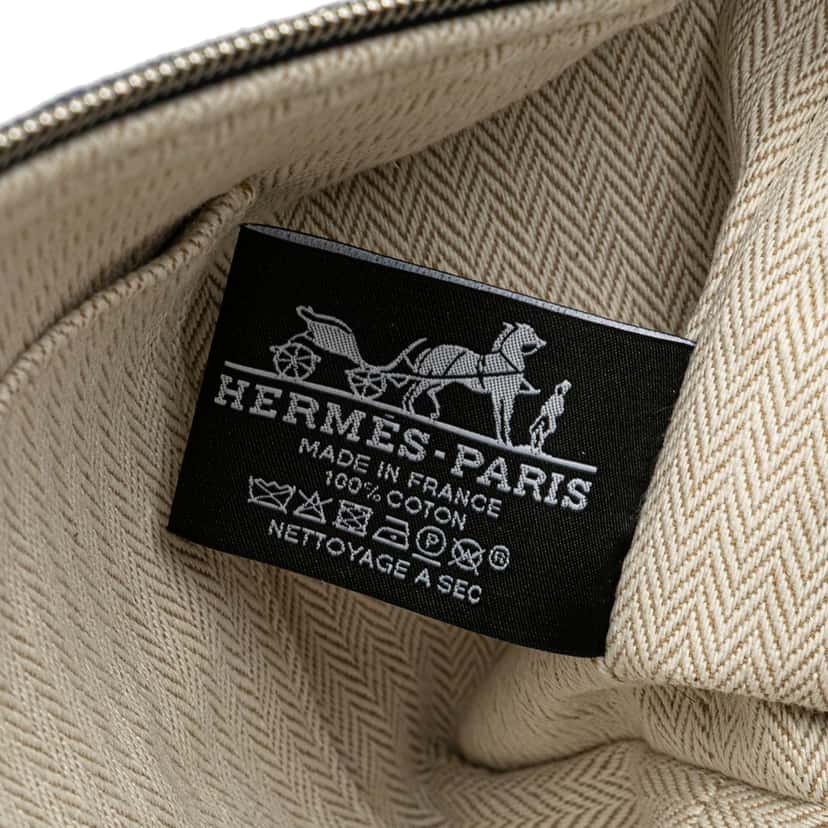 HERMÈS-PARIS
MADE IN FRANCE
100% COTON
P ®
NETTOYAGE A SEC